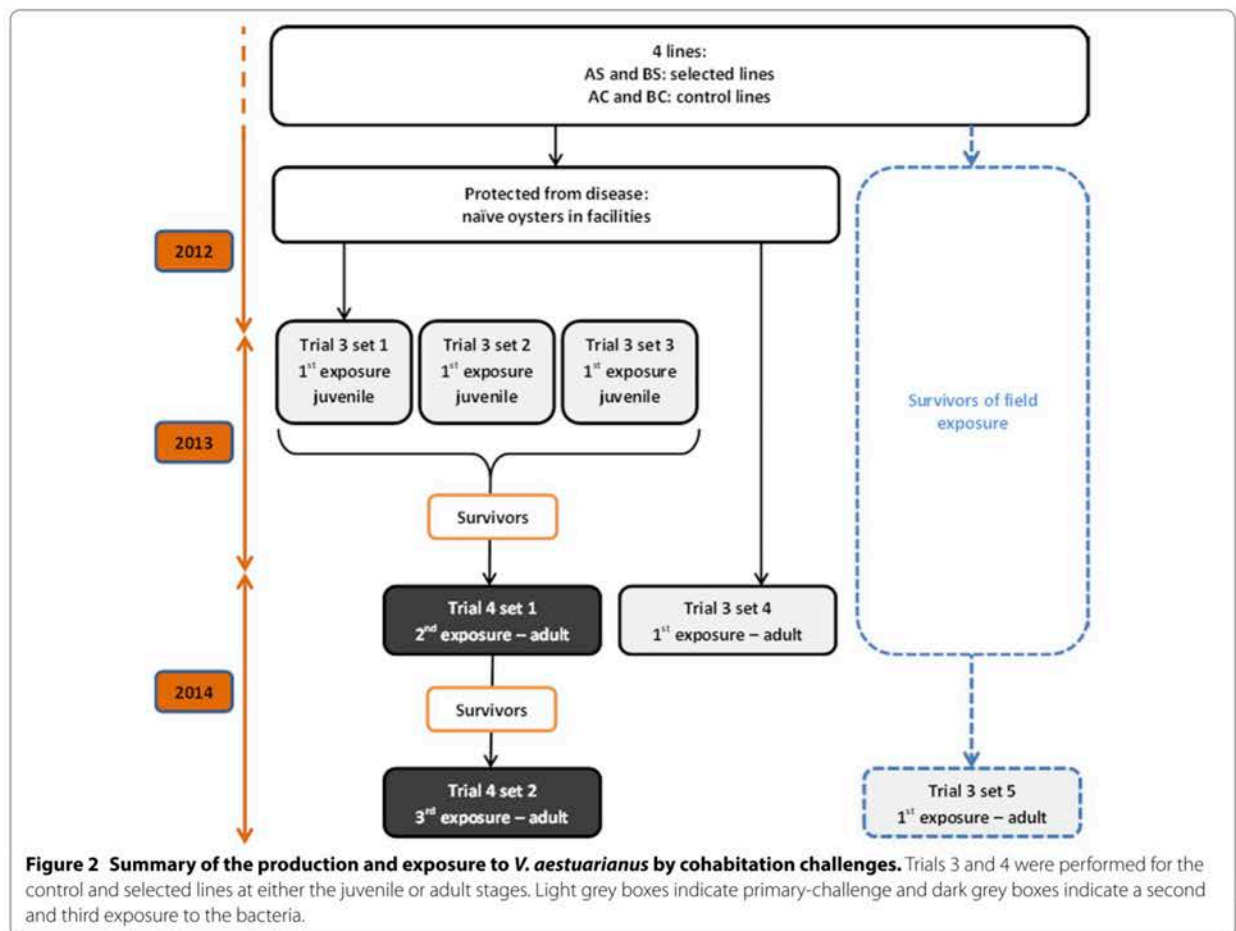 4 lines:
AS and BS: selected lines
AC and BC: control lines
Protected from disease:
naïve oysters in facilities
2012
Trial 3 set 1
1st exposure
juvenile
Trial 3 set 2
1st exposure
juvenile
Trial 3 set 3
1st exposure
juvenile
Survivors of field
exposure
2013
Survivors
Trial 4 set 1
2nd exposure – adult
Trial 3 set 4
1st exposure – adult
2014
Survivors
Trial 4 set 2
3rd exposure – adult
Trial 3 set 5
1st exposure – adult
Figure 2 Summary of the production and exposure to V. aestuarianus by cohabitation challenges. Trials 3 and 4 were performed for the
control and selected lines at either the juvenile or adult stages. Light grey boxes indicate primary-challenge and dark grey boxes indicate a second
and third exposure to the bacteria.